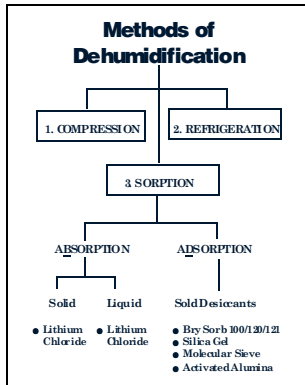 Methods of
Dehumidification
1. COMPRESSION
2. REFRIGERATION
3. SORPTION
ABSORPTION
ADSORPTION
Solid
Liquid
Sold Desiccants
● Lithium
Chloride
● Lithium
Chloride
● Bry Sorb 100/120/121
● Silica Gel
● Molecular Sieve
● Activated Alumina